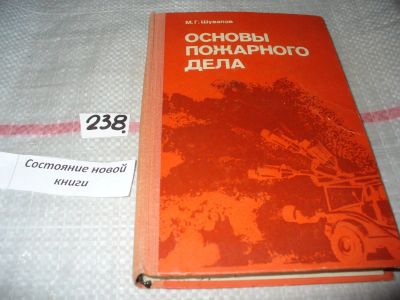 М. Г. Шувалов
ОСНОВЫ
ПОЖАРНОГО
ДЕЛА
238.
Состояние новой
книги